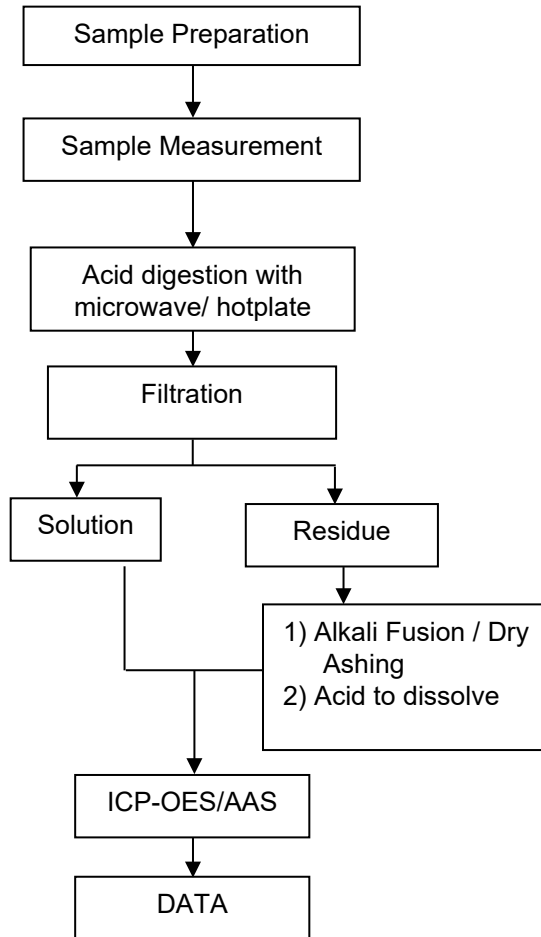 Sample Preparation
Sample Measurement
Acid digestion with
microwave/ hotplate
Filtration
Solution
Residue
1) Alkali Fusion / Dry
Ashing
2) Acid to dissolve
ICP-OES/AAS
DATA